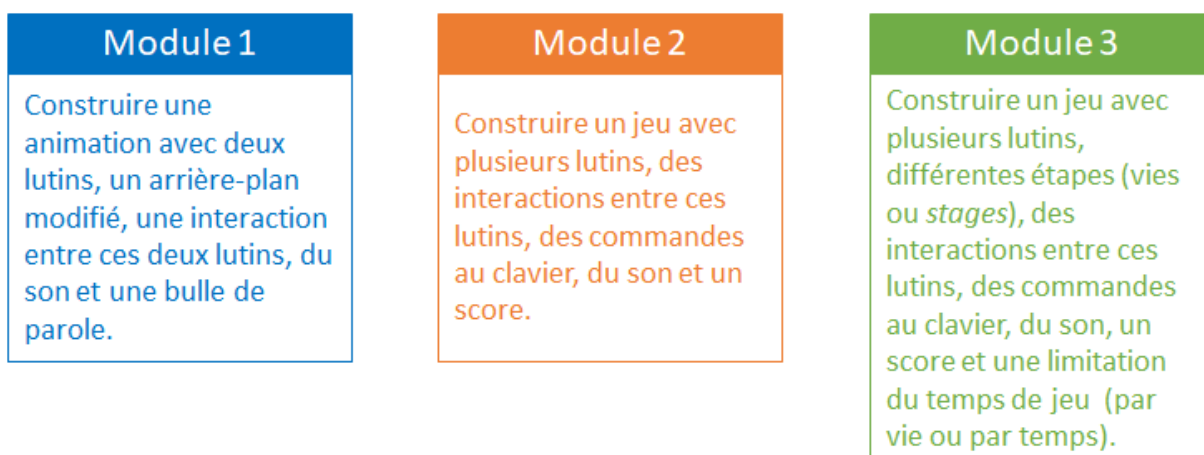 Module 1
Construire une
animation avec deux
lutins, un arrière-plan
modifié, une interaction
entre ces deux lutins, du
son et une bulle de
parole.
Module 2
Construire un jeu avec
plusieurs lutins, des
interactions entre ces
lutins, des commandes
au clavier, du son et un
score.
Module 3
Construire un jeu avec
plusieurs lutins,
différentes étapes (vies
ou stages), des
interactions entre ces
lutins, des commandes
au clavier, du son, un
score et une limitation
du temps de jeu (par
vie ou par temps).